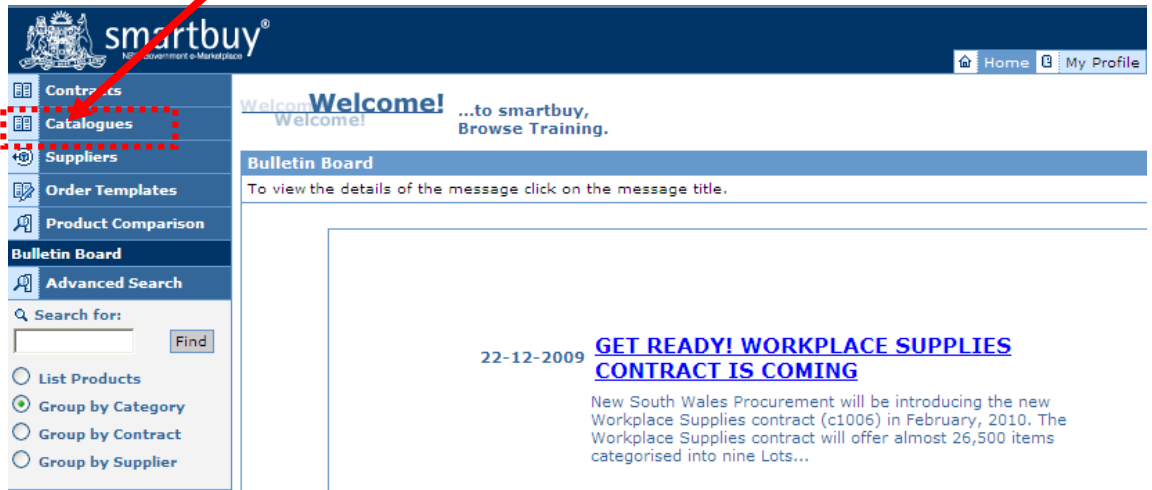 smartbuy®
NSW Government e-Marketplace
Home My Profile
Contracts
Catalogues
Suppliers
Order Templates
Product Comparison
Bulletin Board
Advanced Search
Search for:
Find
List Products
Group by Category
Group by Contract
Group by Supplier
Welcome! Welcome! Welcome! ...to smartbuy,
Browse Training.
Bulletin Board
To view the details of the message click on the message title.
22-12-2009 GET READY! WORKPLACE SUPPLIES
CONTRACT IS COMING
New South Wales Procurement will be introducing the new
Workplace Supplies contract (c1006) in February, 2010. The
Workplace Supplies contract will offer almost 26,500 items
categorised into nine Lots...